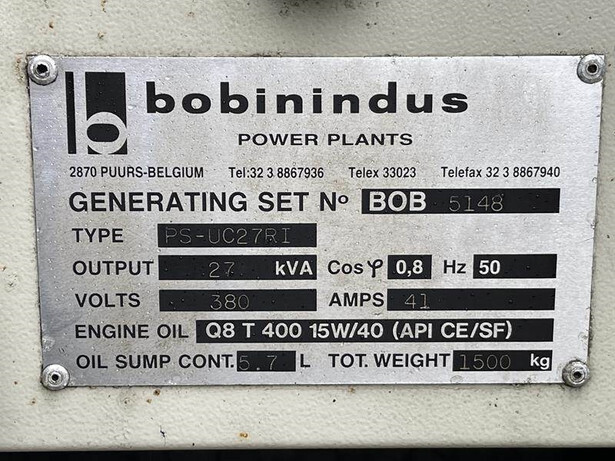 b bobinindus
POWER PLANTS
2870 PUURS-BELGIUM Tel:32 3 8867936 Telex 33023 Telefax 32 3 8867940
GENERATING SET Nº BOB 5148
TYPE PS-UC27RI
OUTPUT 27 kVA Cosφ 0,8 Hz 50
VOLTS 380 AMPS 41
ENGINE OIL Q8 T 400 15W/40 (API CE/SF)
OIL SUMP CONT. 5.7 L TOT. WEIGHT 1500 kg